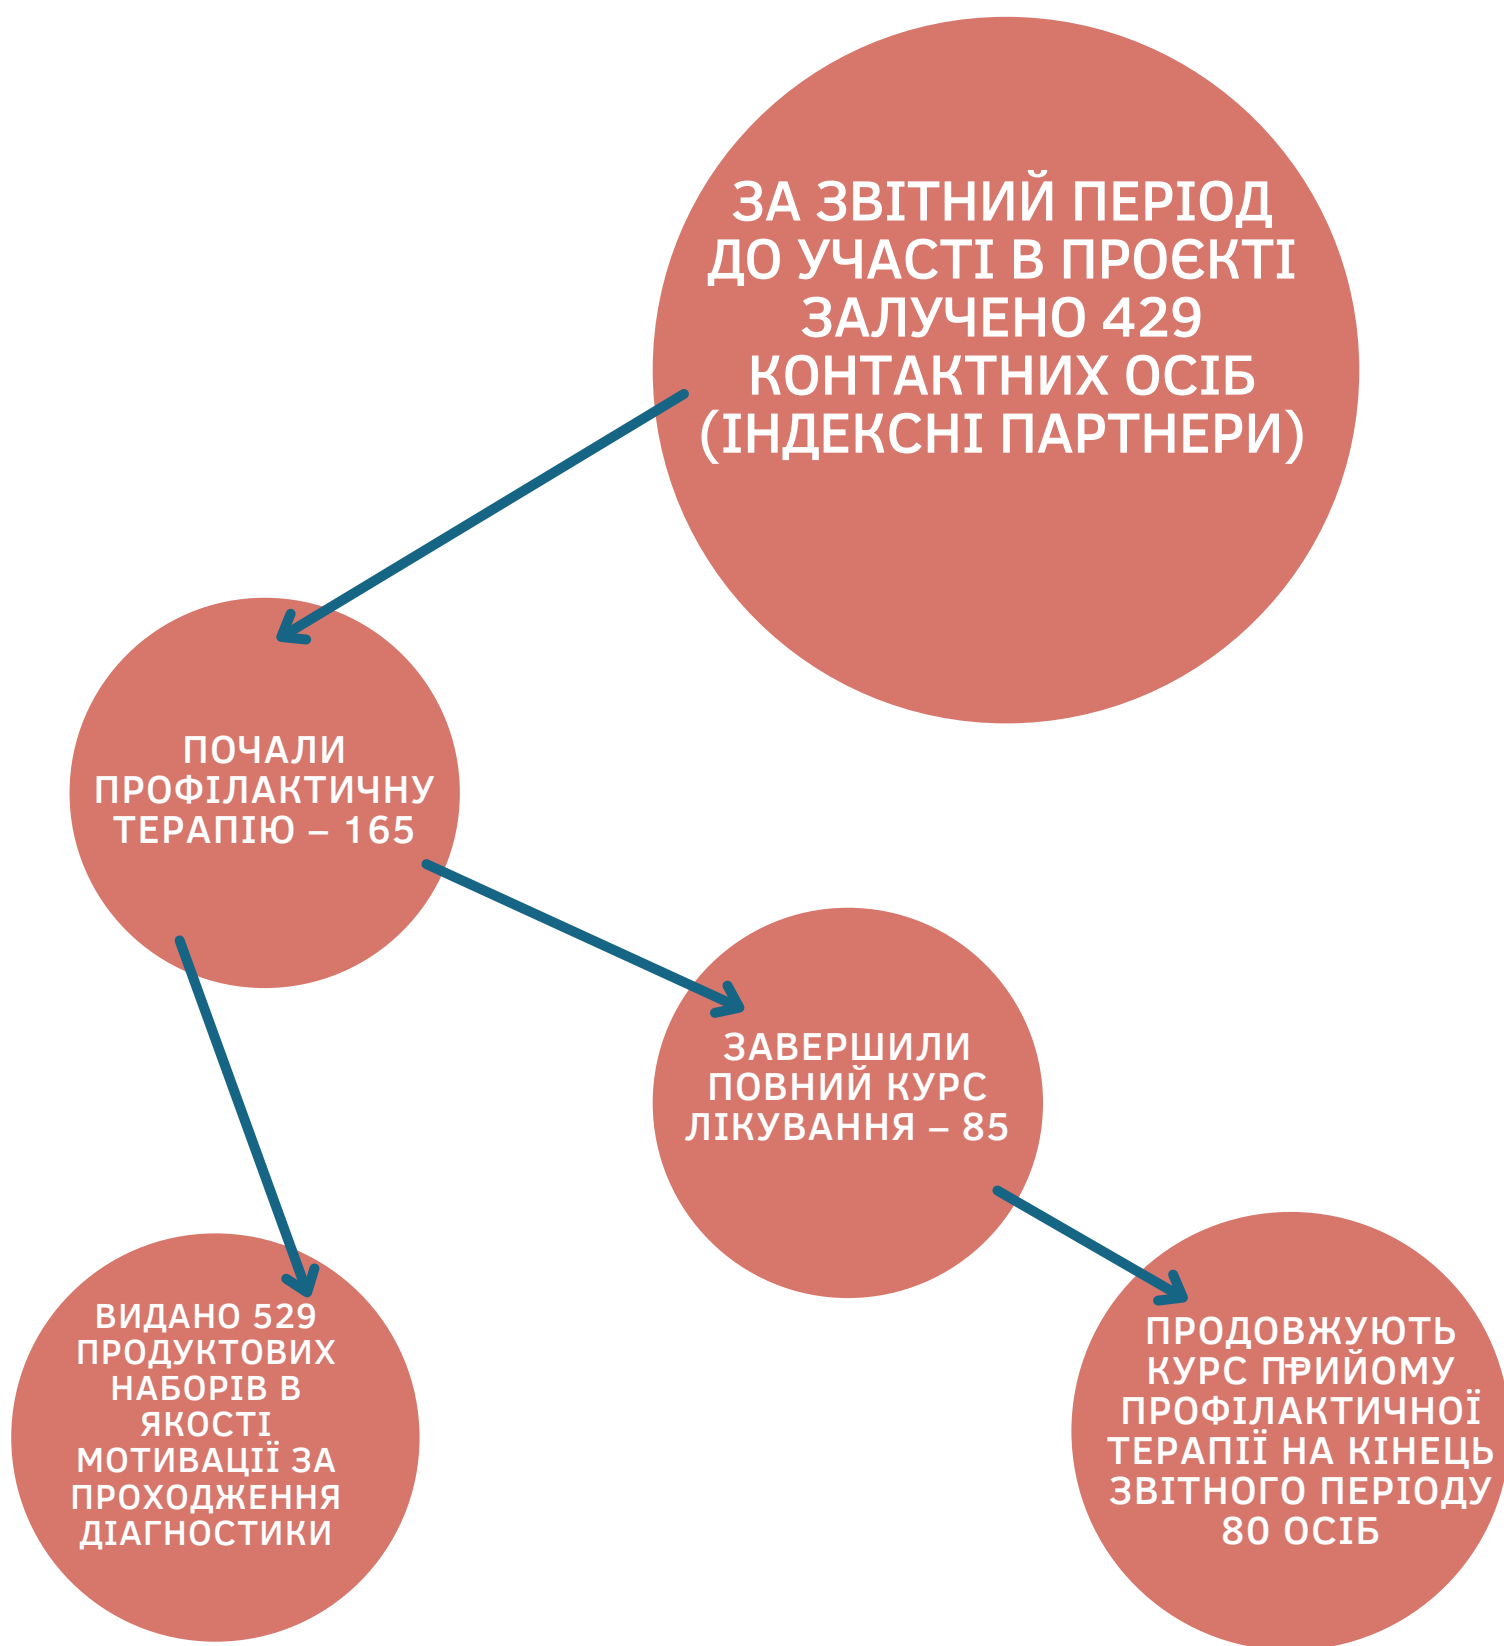 ЗА ЗВІТНИЙ ПЕРІОД
ДО УЧАСТІ В ПРОЄКТІ
ЗАЛУЧЕНО 429
КОНТАКТНИХ ОСІБ
(ІНДЕКСНІ ПАРТНЕРИ)
ПОЧАЛИ
ПРОФІЛАКТИЧНУ
ТЕРАПІЮ – 165
ЗАВЕРШИЛИ
ПОВНИЙ КУРС
ЛІКУВАННЯ – 85
ВИДАНО 529
ПРОДУКТОВИХ
НАБОРІВ В
ЯКОСТІ
МОТИВАЦІЇ ЗА
ПРОХОДЖЕННЯ
ДІАГНОСТИКИ
ПРОДОВЖУЮТЬ
КУРС ПРИЙОМУ
ПРОФІЛАКТИЧНОЇ
ТЕРАПІЇ НА КІНЕЦЬ
ЗВІТНОГО ПЕРІОДУ
80 ОСІБ